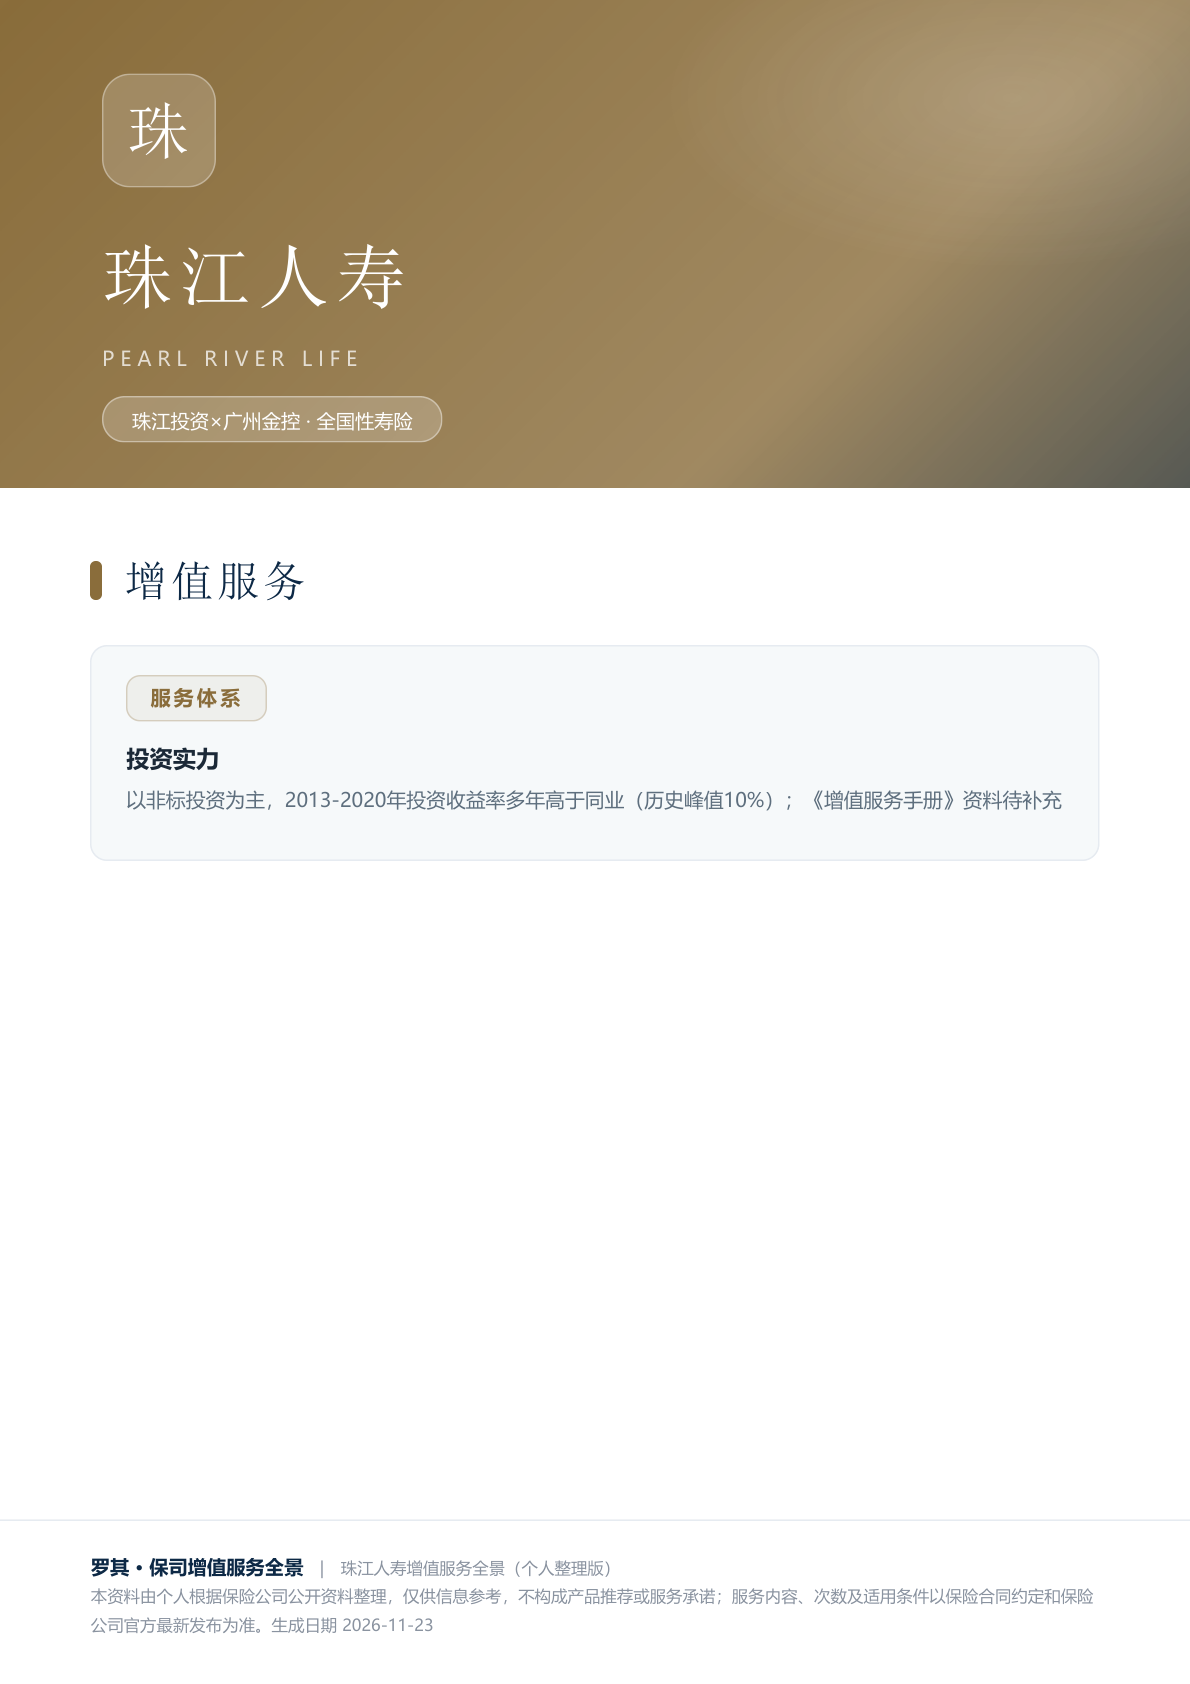 珠
珠江人寿
PEARL RIVER LIFE
珠江投资×广州金控 · 全国性寿险
增值服务
服务体系
投资实力
以非标投资为主，2013-2020年投资收益率多年高于同业（历史峰值10%）；《增值服务手册》资料待补充
罗其·保司增值服务全景 ｜ 珠江人寿增值服务全景（个人整理版）
本资料由个人根据保险公司公开资料整理，仅供信息参考，不构成产品推荐或服务承诺；服务内容、次数及适用条件以保险合同约定和保险
公司官方最新发布为准。生成日期 2026-11-23